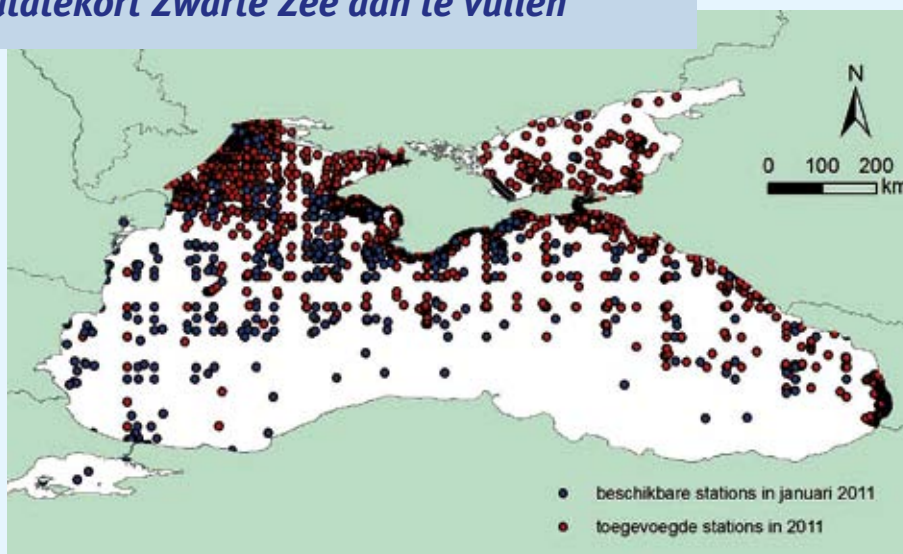 Zwarte Zee aan te vullen
N
0 100 200
km
beschikbare stations in januari 2011
toegevoegde stations in 2011